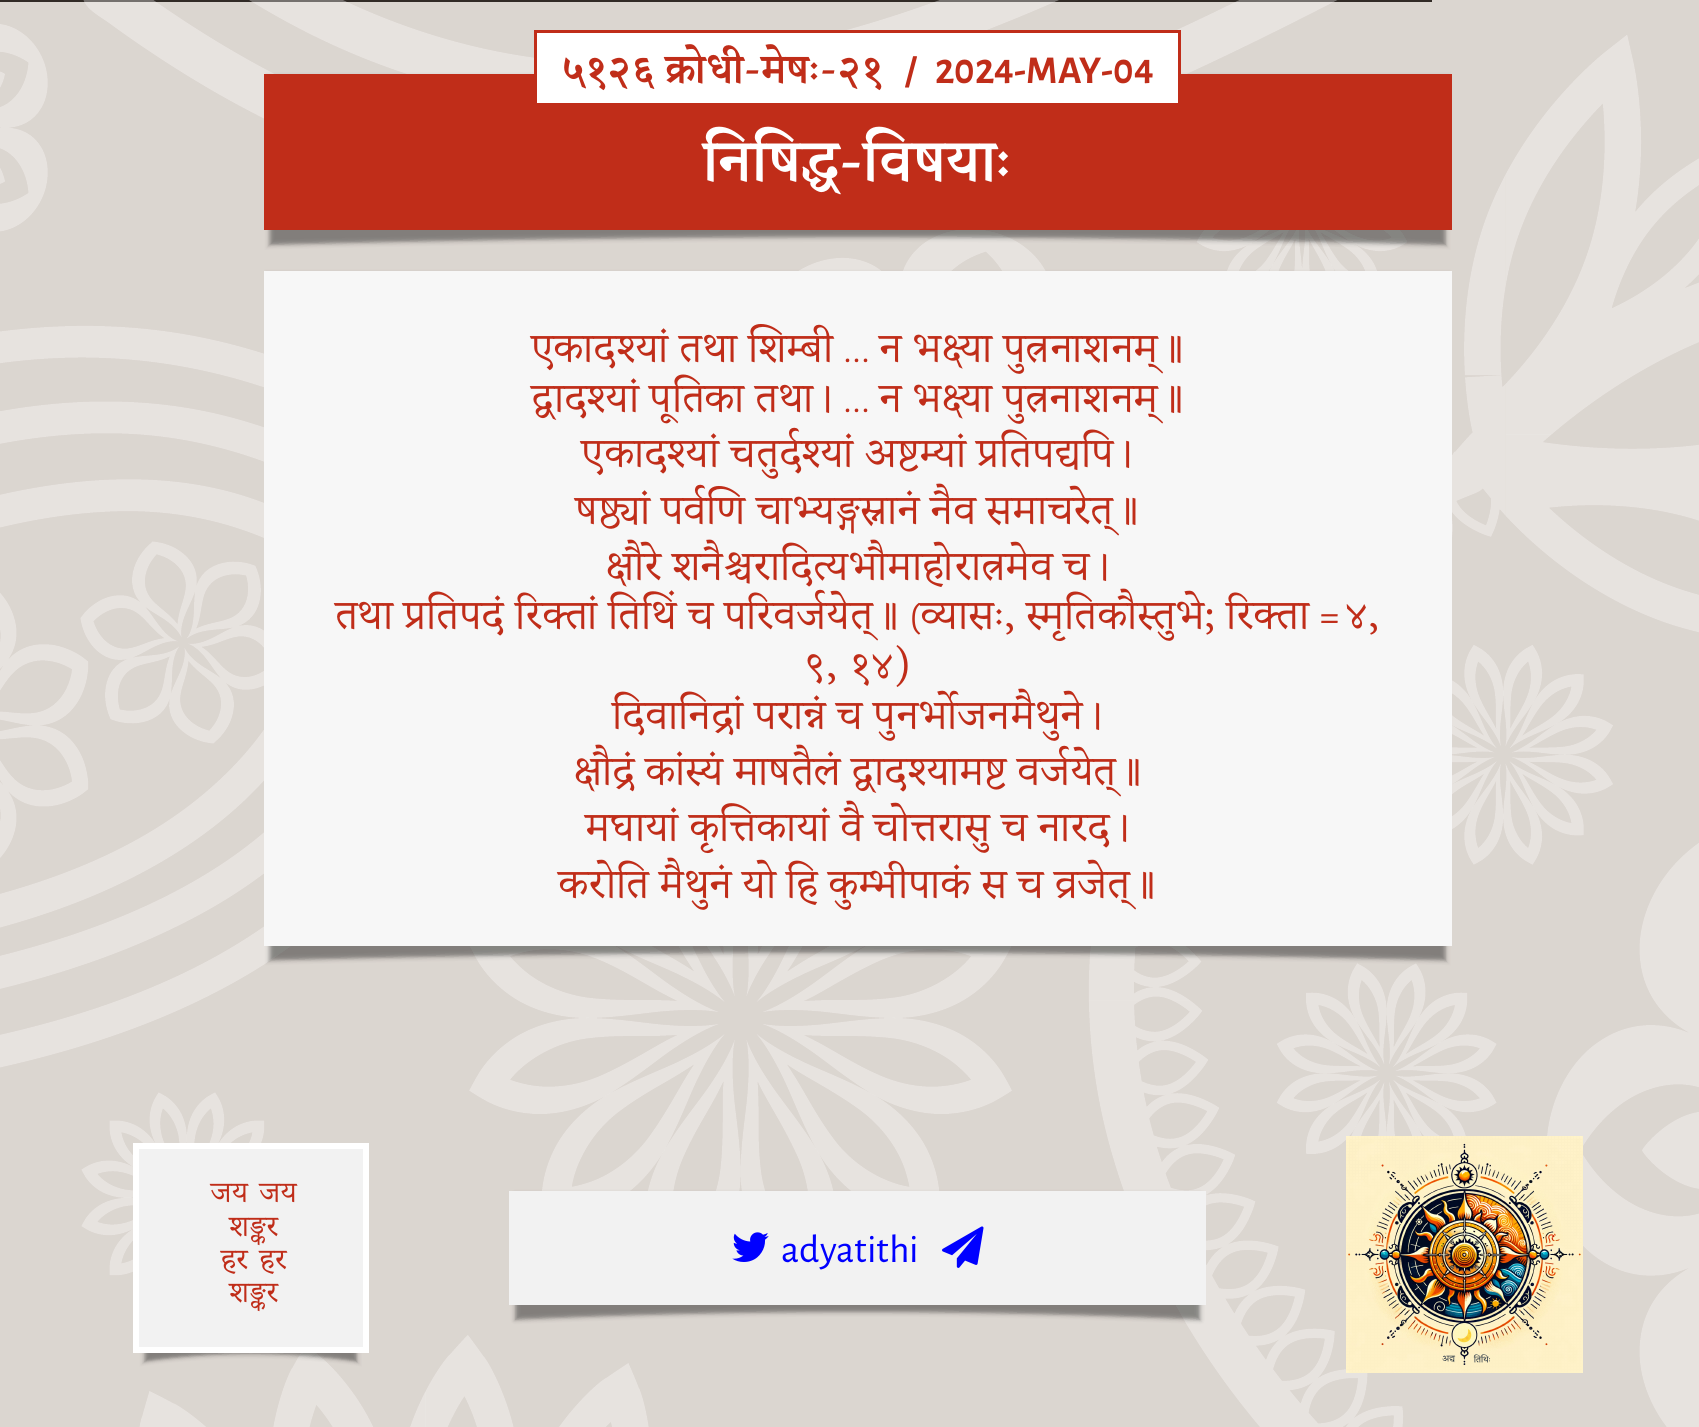 ५१२६ क्रोधी-मेषः-२१ / 2024-MAY-04
निषिद्ध-विषयाः
एकादश्यां तथा शिम्बी … न भक्ष्या पुत्रनाशनम्॥
द्वादश्यां पूतिका तथा। … न भक्ष्या पुत्रनाशनम्॥
एकादश्यां चतुर्दश्यां अष्टम्यां प्रतिपद्यपि।
षष्ठ्यां पर्वणि चाभ्यङ्गस्नानं नैव समाचरेत्॥
क्षौरे शनैश्चरादित्यभौमाहोरात्रमेव च।
तथा प्रतिपदं रिक्तां तिथिं च परिवर्जयेत्॥ (व्यासः, स्मृतिकौस्तुभे; रिक्ता = ४,
९, १४)
दिवानिद्रां परान्नं च पुनर्भोजनमैथुने।
क्षौद्रं कांस्यं माषतैलं द्वादश्यामष्ट वर्जयेत्॥
मघायां कृत्तिकायां वै चोत्तरासु च नारद।
करोति मैथुनं यो हि कुम्भीपाकं स च व्रजेत्॥
जय जय
शङ्कर
हर हर
शङ्कर
adyatithi
अद्य तिथिः